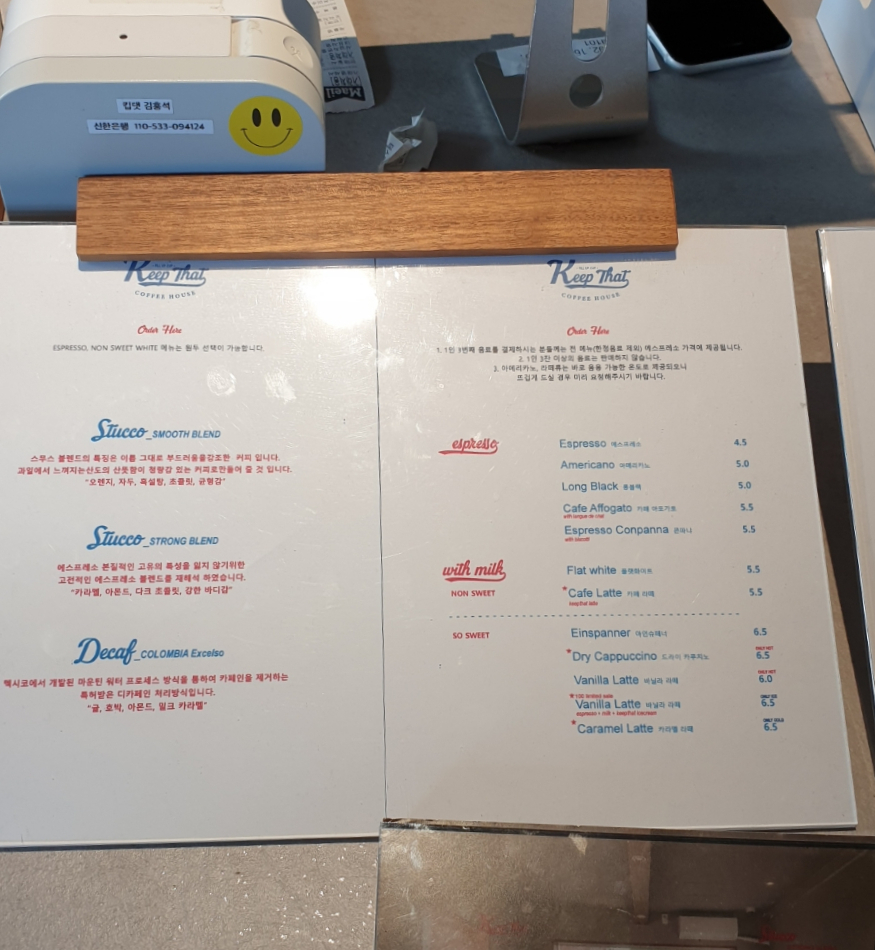 Maeil
킵댓 김홍석
신한은행 110-533-094124
Keep That
COFFEE HOUSE
Order Here
ESPRESSO, NON SWEET WHITE 메뉴는 원두 선택이 가능합니다.
Stucco_SMOOTH BLEND
스무스 블렌드의 특징은 이름 그대로 부드러움을강조한 커피 입니다.
과일에서 느껴지는산도의 산뜻함이 청량감 있는 커피로만들어 줄 것 입니다.
"오렌지, 자두, 흑설탕, 초콜릿, 균형감"
Stucco_STRONG BLEND
에스프레소 본질적인 고유의 특성을 잃지 않기위한
고전적인 에스프레소 블렌드를 재해석 하였습니다.
"카라멜, 아몬드, 다크 초콜릿, 강한 바디감"
Decaf_COLOMBIA Excelso
멕시코에서 개발된 마운틴 워터 프로세스 방식을 통하여 카페인을 제거하는
특허받은 디카페인 처리방식입니다.
"귤, 호박, 아몬드, 밀크 카라멜"
Keep That
COFFEE HOUSE
Order Here
1. 1인 3번째 음료를 결제하시는 분들께는 전 메뉴(한정음료 제외) 에스프레소 가격에 제공됩니다.
2. 1인 3잔 이상의 음료는 판매하지 않습니다.
3. 아메리카노, 라떼류는 바로 음용 가능한 온도로 제공되오니
뜨겁게 드실 경우 미리 요청해주시기 바랍니다.
espresso
Espresso 에스프레소 4.5
Americano 아메리카노 5.0
Long Black 롱블랙 5.0
Cafe Affogato 카페 아포가토 5.5
Espresso Conpanna 콘파나 5.5
with milk
Flat white 플랫화이트 5.5
NON SWEET
*Cafe Latte 카페 라떼 5.5
keepthat latte
SO SWEET
Einspanner 아인슈페너 6.5
*Dry Cappuccino 드라이 카푸치노 6.5
Vanilla Latte 바닐라 라떼 6.0
Vanilla Latte 바닐라 라떼 6.5
espresso + milk + keepthat icecream
*Caramel Latte 카라멜 라떼 6.5